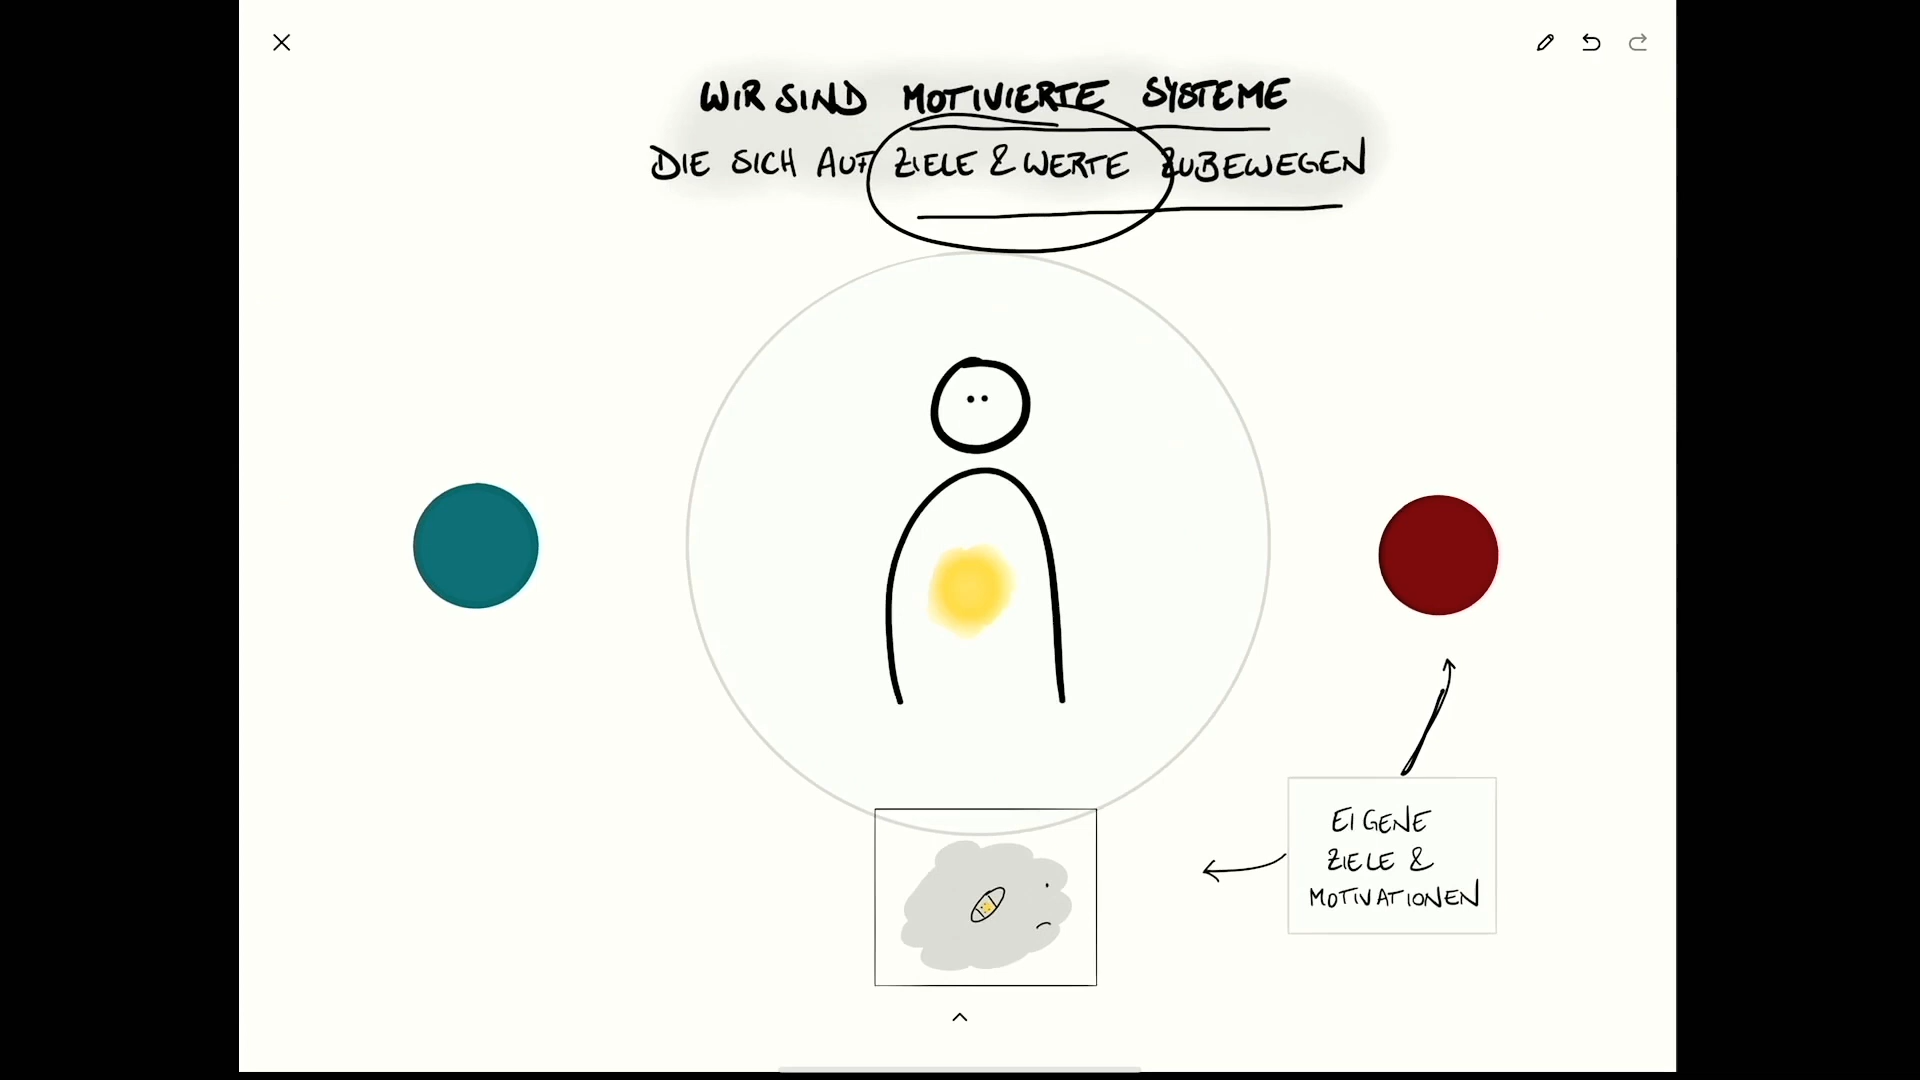 WIR SIND MOTIVIERTE SYSTEME
DIE SICH AUF ZIELE & WERTE ZUBEWEGEN
EIGENE
ZIELE &
MOTIVATIONEN